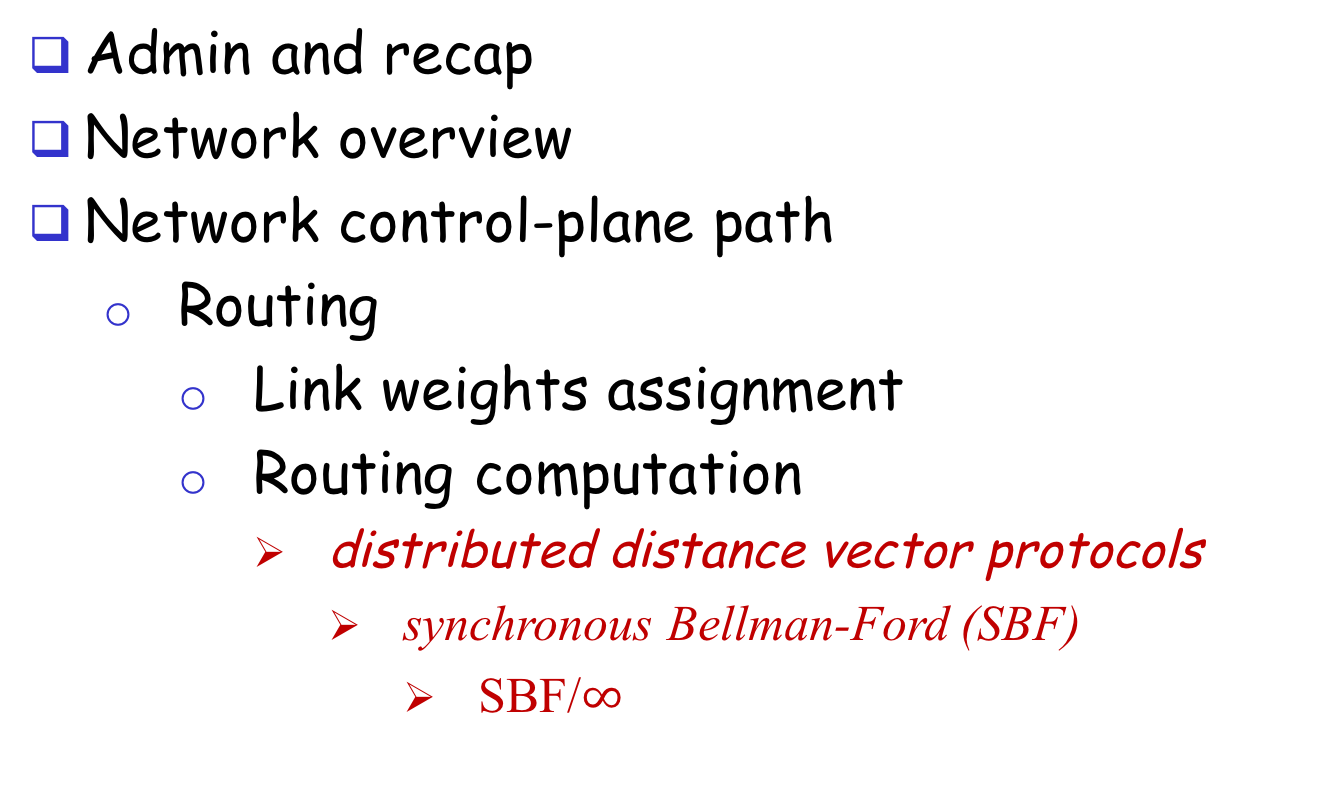 Admin and recap
Network overview
Network control-plane path
Routing
Link weights assignment
Routing computation
distributed distance vector protocols
synchronous Bellman-Ford (SBF)
SBF/∞